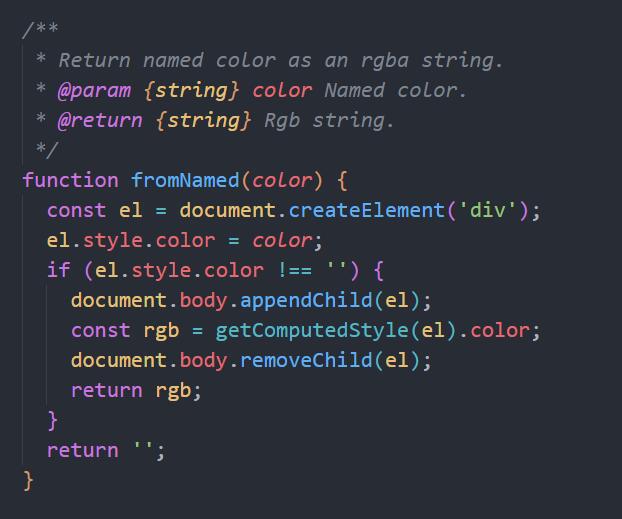 /**
 * Return named color as an rgba string.
 * @param {string} color Named color.
 * @return {string} Rgb string.
 */
function fromNamed(color) {
  const el = document.createElement('div');
  el.style.color = color;
  if (el.style.color !== '') {
    document.body.appendChild(el);
    const rgb = getComputedStyle(el).color;
    document.body.removeChild(el);
    return rgb;
  }
  return '';
}